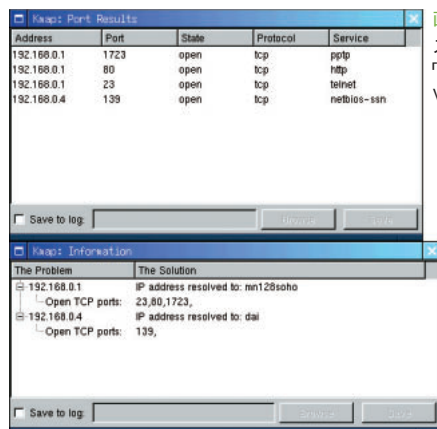 Kmap: Port Results
Address Port State Protocol Service
192.168.0.1 1723 open tcp pptp
192.168.0.1 80 open tcp http
192.168.0.1 23 open tcp telnet
192.168.0.4 139 open tcp netbios-ssn
Save to log: Browse Save
Kmap: Information
The Problem The Solution
192.168.0.1 IP address resolved to: mn128soho
Open TCP ports: 23,80,1723,
192.168.0.4 IP address resolved to: dai
Open TCP ports: 139,
Save to log: Browse Save